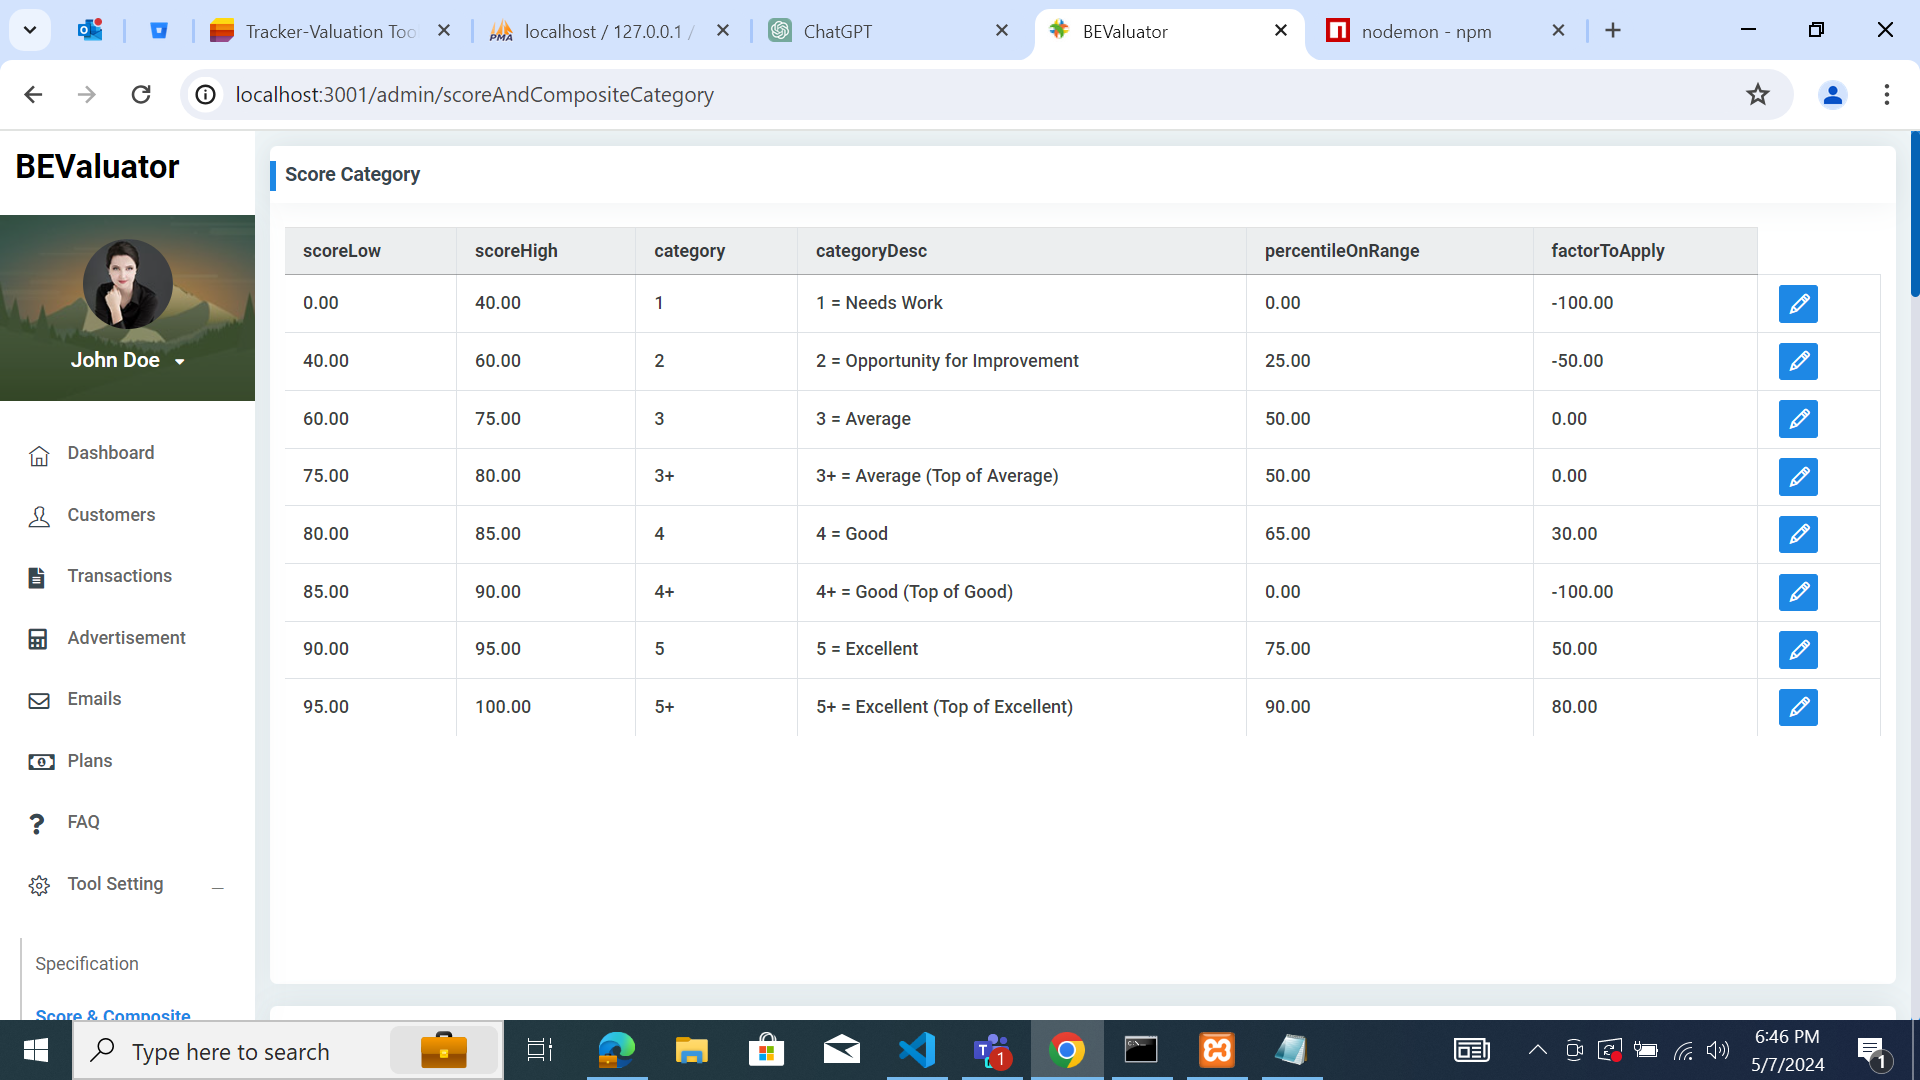 Tracker-Valuation Too
localhost / 127.0.0.1 /
ChatGPT
BEValuator
nodemon - npm
localhost:3001/admin/scoreAndCompositeCategory
BEValuator
John Doe
Dashboard
Customers
Transactions
Advertisement
Emails
Plans
FAQ
Tool Setting
Specification
Score & Composite
Score Category
scoreLow scoreHigh category categoryDesc percentileOnRange factorToApply
0.00 40.00 1 1 = Needs Work 0.00 -100.00
40.00 60.00 2 2 = Opportunity for Improvement 25.00 -50.00
60.00 75.00 3 3 = Average 50.00 0.00
75.00 80.00 3+ 3+ = Average (Top of Average) 50.00 0.00
80.00 85.00 4 4 = Good 65.00 30.00
85.00 90.00 4+ 4+ = Good (Top of Good) 0.00 -100.00
90.00 95.00 5 5 = Excellent 75.00 50.00
95.00 100.00 5+ 5+ = Excellent (Top of Excellent) 90.00 80.00
Type here to search
1
6:46 PM
5/7/2024
1